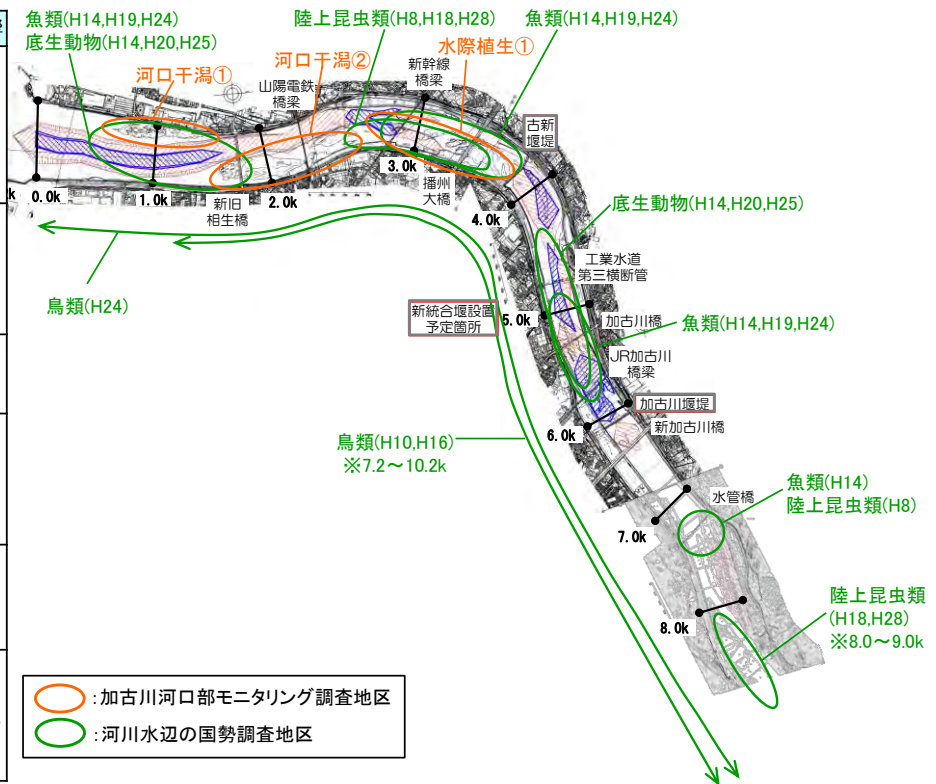 魚類(H14,H19,H24)
底生動物(H14,H20,H25)
陸上昆虫類(H8,H18,H28)
魚類(H14,H19,H24)
河口干潟①
河口干潟②
水際植生①
山陽電鉄
橋梁
新幹線
橋梁
古新
堰堤
0.0k
1.0k
新旧
相生橋
2.0k
3.0k
播州
大橋
4.0k
底生動物(H14,H20,H25)
工業水道
第三横断管
鳥類(H24)
新統合堰設置
予定箇所
5.0k
加古川橋
魚類(H14,H19,H24)
JR加古川
橋梁
加古川堰堤
6.0k
新加古川橋
鳥類(H10,H16)
※7.2～10.2k
水管橋
魚類(H14)
陸上昆虫類(H8)
7.0k
8.0k
陸上昆虫類
(H18,H28)
※8.0～9.0k
:加古川河口部モニタリング調査地区
:河川水辺の国勢調査地区